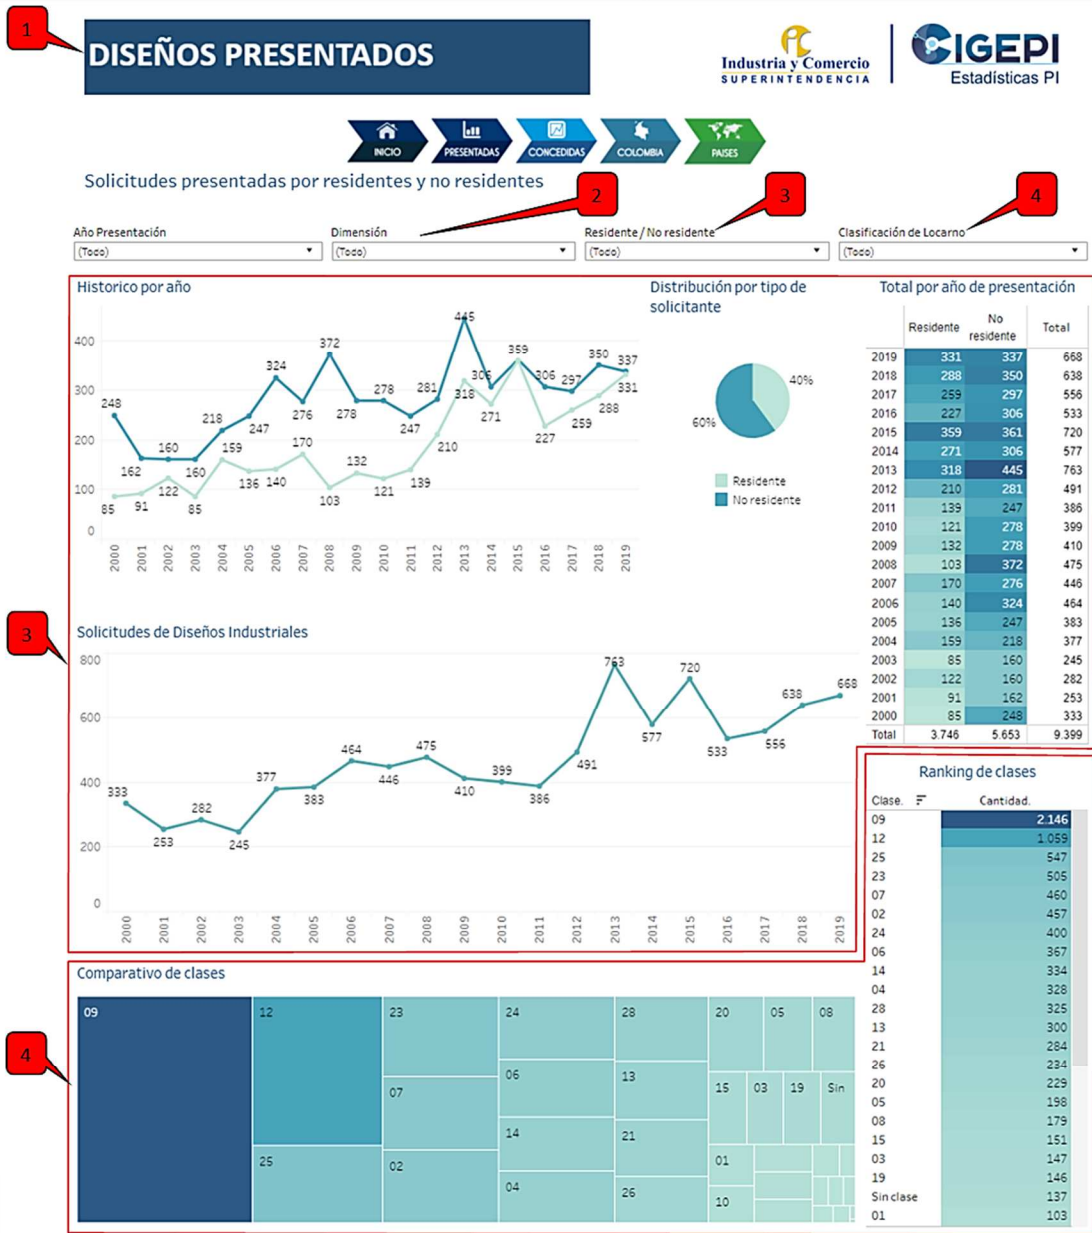 1
DISEÑOS PRESENTADOS
Industria y Comercio
SUPERINTENDENCIA
CIGEPI
Estadísticas PI
INICIO
PRESENTADAS
CONCEDIDAS
COLOMBIA
PAISES
Solicitudes presentadas por residentes y no residentes
2
3
4
Año Presentación
(Todo)
Dimensión
(Todo)
Residente / No residente
(Todo)
Clasificación de Locarno
(Todo)
Historico por año
400
300
200
100
0
248
162
160
160
218
247
324
276
372
278
278
247
281
445
306
359
306
297
350
337
85
91
122
85
159
136
140
170
103
132
121
139
210
318
271
227
259
288
331
2000 2001 2002 2003 2004 2005 2006 2007 2008 2009 2010 2011 2012 2013 2014 2015 2016 2017 2018 2019
Distribución por tipo de
solicitante
40%
60%
Residente
No residente
Total por año de presentación
Residente No residente Total
2019 331 337 668
2018 288 350 638
2017 259 297 556
2016 227 306 533
2015 359 361 720
2014 271 306 577
2013 318 445 763
2012 210 281 491
2011 139 247 386
2010 121 278 399
2009 132 278 410
2008 103 372 475
2007 170 276 446
2006 140 324 464
2005 136 247 383
2004 159 218 377
2003 85 160 245
2002 122 160 282
2001 91 162 253
2000 85 248 333
Total 3.746 5.653 9.399
3
Solicitudes de Diseños Industriales
800
600
400
200
0
333
253
282
245
377
383
464
446
475
410
399
386
491
763
577
720
533
556
638
668
2000 2001 2002 2003 2004 2005 2006 2007 2008 2009 2010 2011 2012 2013 2014 2015 2016 2017 2018 2019
Ranking de clases
Clase. Cantidad.
09 2.146
12 1.059
25 547
23 505
07 460
02 457
24 400
06 367
14 334
04 328
28 325
13 300
21 284
26 234
20 229
05 198
08 179
15 151
03 147
19 146
Sin clase 137
01 103
4
Comparativo de clases
09
12
25
23
07
02
24
06
14
04
28
13
21
26
20
05
08
15
03
19
Sin
01
10